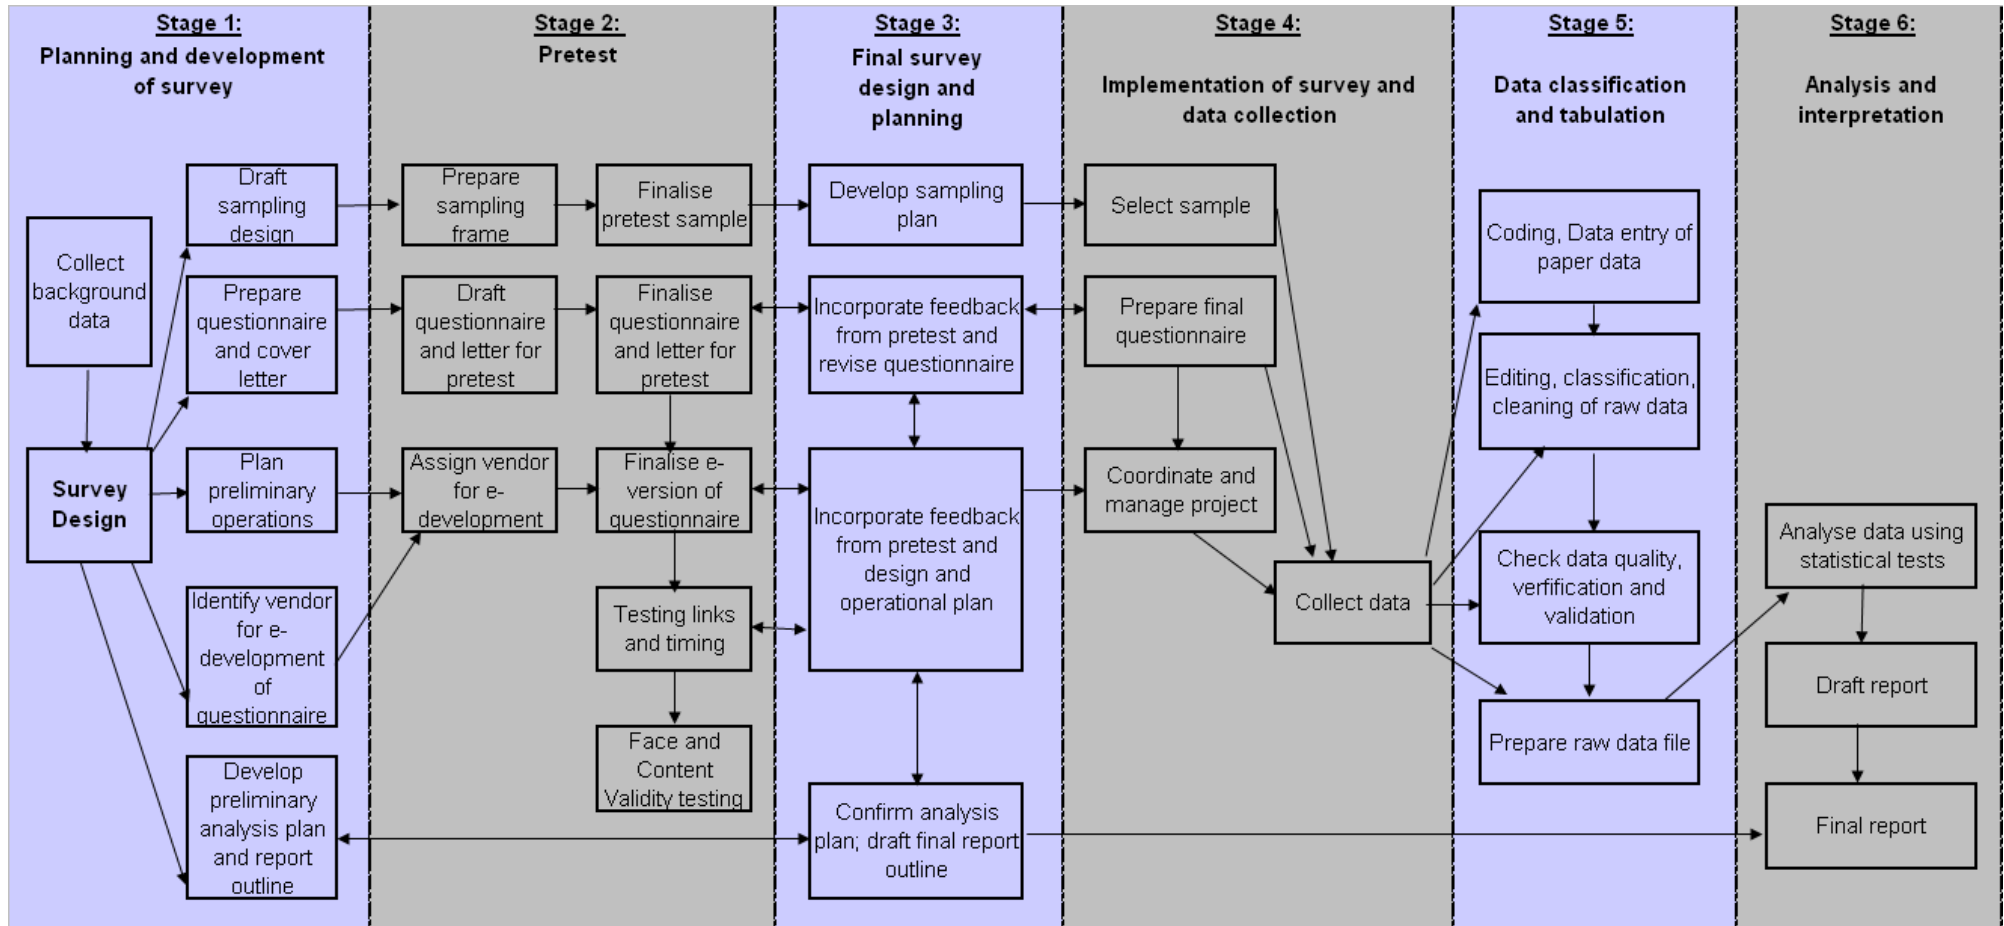 Stage 1:
Planning and development
of survey
Stage 2:
Pretest
Stage 3:
Final survey
design and
planning
Stage 4:
Implementation of survey and
data collection
Stage 5:
Data classification
and tabulation
Stage 6:
Analysis and
interpretation
Collect
background
data
Survey
Design
Draft
sampling
design
Prepare
questionnaire
and cover
letter
Plan
preliminary
operations
Identify vendor
for e-
development
of
questionnaire
Develop
preliminary
analysis plan
and report
outline
Prepare
sampling
frame
Draft
questionnaire
and letter for
pretest
Assign vendor
for e-
development
Finalise
pretest sample
Finalise
questionnaire
and letter for
pretest
Finalise e-
version of
questionnaire
Testing links
and timing
Face and
Content
Validity testing
Develop sampling
plan
Incorporate feedback
from pretest and
revise questionnaire
Incorporate feedback
from pretest and
design and
operational plan
Confirm analysis
plan; draft final report
outline
Select sample
Prepare final
questionnaire
Coordinate and
manage project
Collect data
Coding, Data entry of
paper data
Editing, classification,
cleaning of raw data
Check data quality,
verfification and
validation
Prepare raw data file
Analyse data using
statistical tests
Draft report
Final report